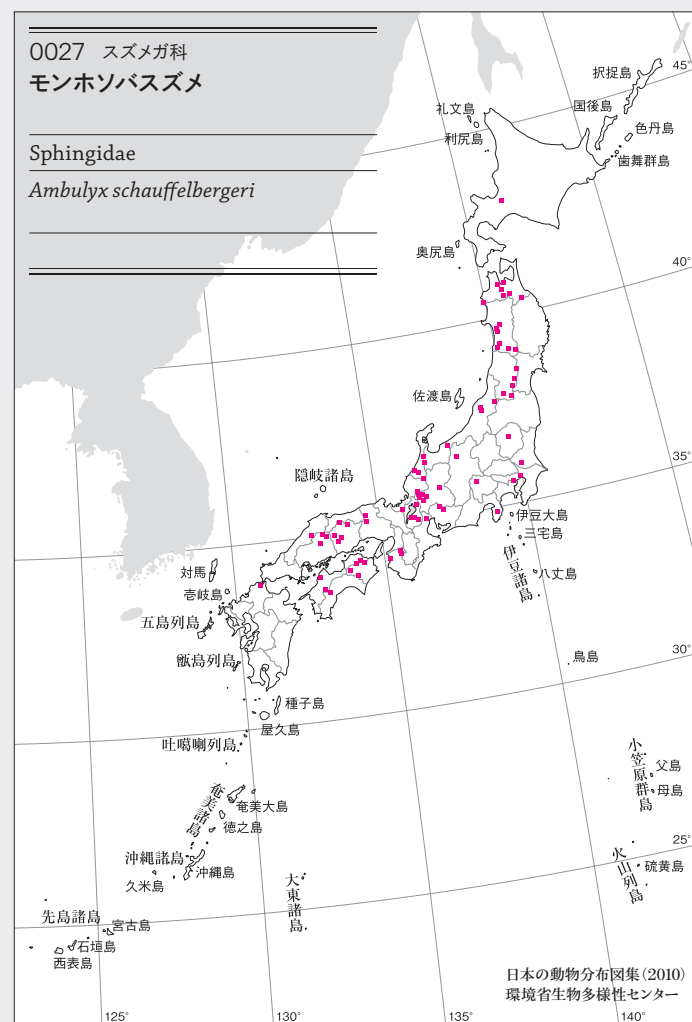 0027 スズメガ科
モンホソバスズメ
Sphingidae
Ambulyx schauffelbergeri
択捉島
45°
国後島
礼文島
色丹島
利尻島
歯舞群島
奥尻島
40°
佐渡島
35°
隠岐諸島
伊豆大島
三宅島
伊豆諸島
対馬
八丈島
壱岐島
五島列島
30°
鳥島
甑島列島
種子島
屋久島
吐噶喇列島
小笠原群島
父島
母島
奄美諸島
奄美大島
徳之島
25°
沖縄諸島
沖縄島
火山列島
硫黄島
久米島
大東諸島
先島諸島
宮古島
石垣島
西表島
日本の動物分布図集(2010)
環境省生物多様性センター
125°
130°
135°
140°